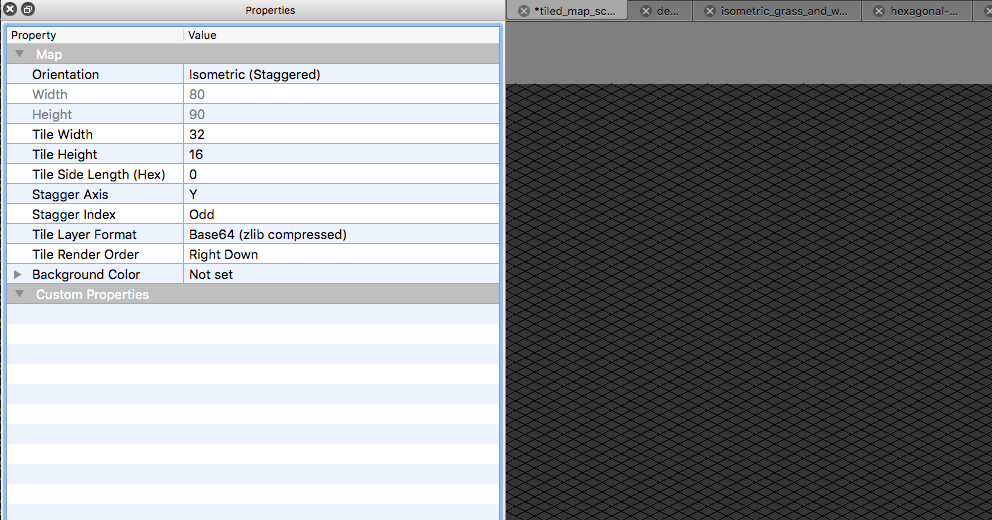 Properties
*tiled_map_sc...
de...
isometric_grass_and_w...
hexagonal-...
Property Value
Map
Orientation Isometric (Staggered)
Width 80
Height 90
Tile Width 32
Tile Height 16
Tile Side Length (Hex) 0
Stagger Axis Y
Stagger Index Odd
Tile Layer Format Base64 (zlib compressed)
Tile Render Order Right Down
Background Color Not set
Custom Properties